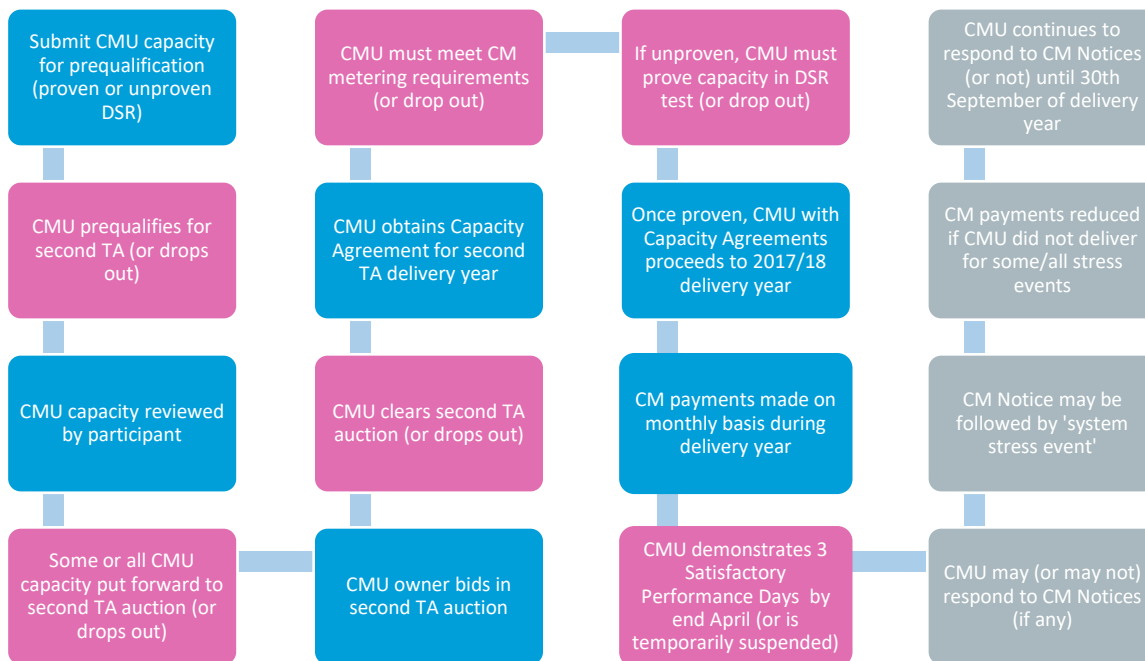 Submit CMU capacity
for prequalification
(proven or unproven
DSR)
CMU prequalifies for
second TA (or drops
out)
CMU capacity reviewed
by participant
Some or all CMU
capacity put forward to
second TA auction (or
drops out)
CMU owner bids in
second TA auction
CMU clears second TA
auction (or drops out)
CMU obtains Capacity
Agreement for second
TA delivery year
CMU must meet CM
metering requirements
(or drop out)
If unproven, CMU must
prove capacity in DSR
test (or drop out)
Once proven, CMU with
Capacity Agreements
proceeds to 2017/18
delivery year
CM payments made on
monthly basis during
delivery year
CMU demonstrates 3
Satisfactory
Performance Days by
end April (or is
temporarily suspended)
CMU may (or may not)
respond to CM Notices
(if any)
CM Notice may be
followed by 'system
stress event'
CM payments reduced
if CMU did not deliver
for some/all stress
events
CMU continues to
respond to CM Notices
(or not) until 30th
September of delivery
year